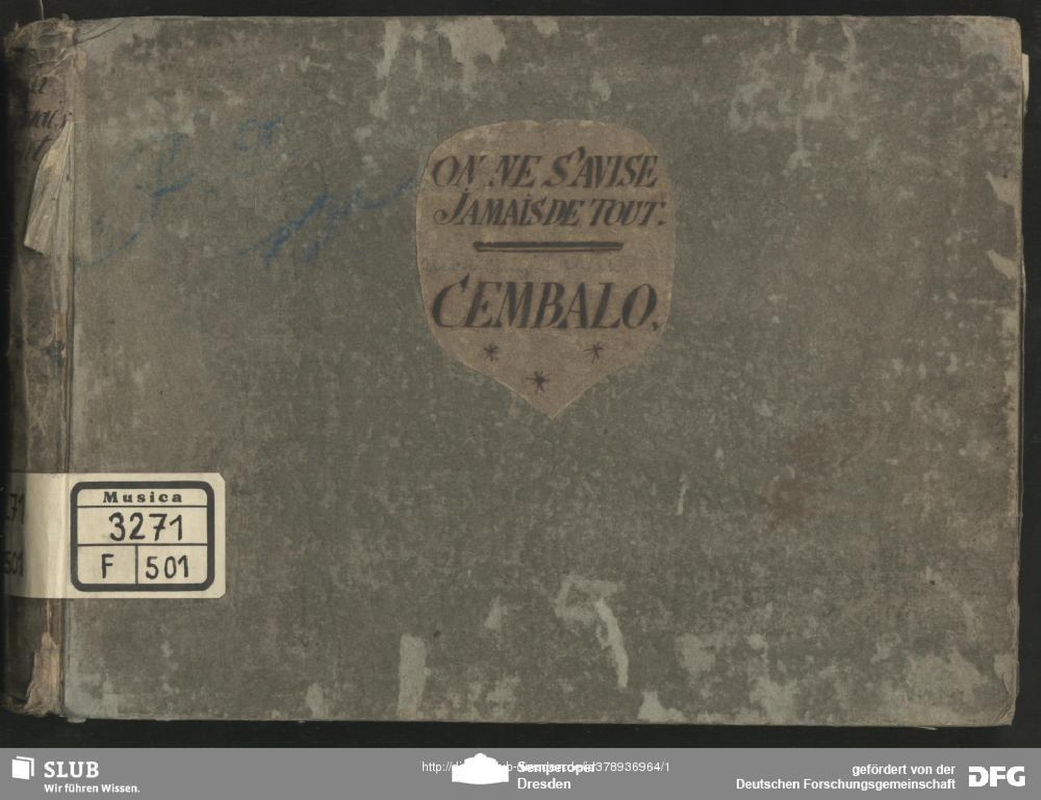 ON NE S'AVISE
JAMAIS DE TOUT.
CEMBALO.
Musica
3271
F 501
SLUB
Wir führen Wissen.
Semperoper
Dresden
gefördert von der
Deutschen Forschungsgemeinschaft
DFG